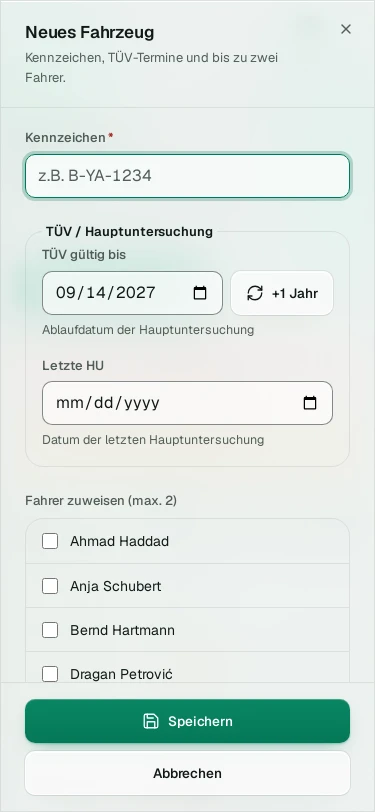 Neues Fahrzeug
Kennzeichen, TÜV-Termine und bis zu zwei
Fahrer.
Kennzeichen *
z.B. B-YA-1234
TÜV / Hauptuntersuchung
TÜV gültig bis
09/14/2027
+1 Jahr
Ablaufdatum der Hauptuntersuchung
Letzte HU
mm/dd/yyyy
Datum der letzten Hauptuntersuchung
Fahrer zuweisen (max. 2)
Ahmad Haddad
Anja Schubert
Bernd Hartmann
Dragan Petrović
Speichern
Abbrechen